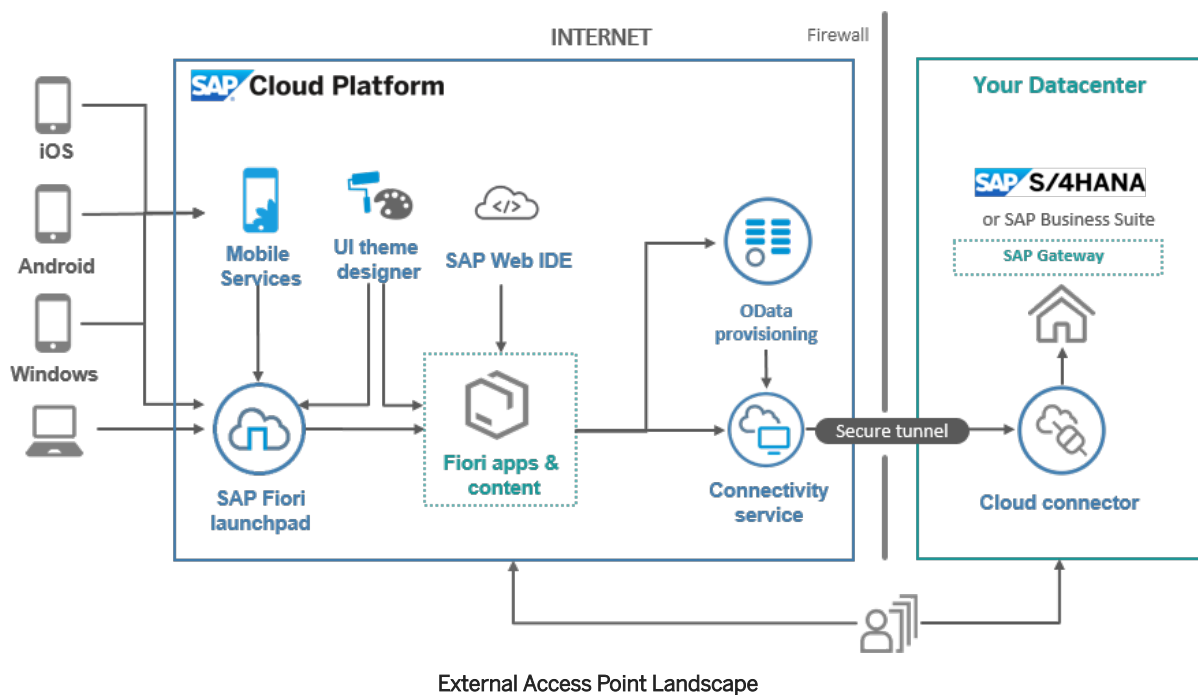 INTERNET
Firewall
SAP Cloud Platform
Your Datacenter
iOS
SAP S/4HANA
or SAP Business Suite
SAP Gateway
Android
Mobile
Services
UI theme
designer
</>
SAP Web IDE
OData
provisioning
Windows
Secure tunnel
Fiori apps &
content
SAP Fiori
launchpad
Connectivity
service
Cloud connector
External Access Point Landscape